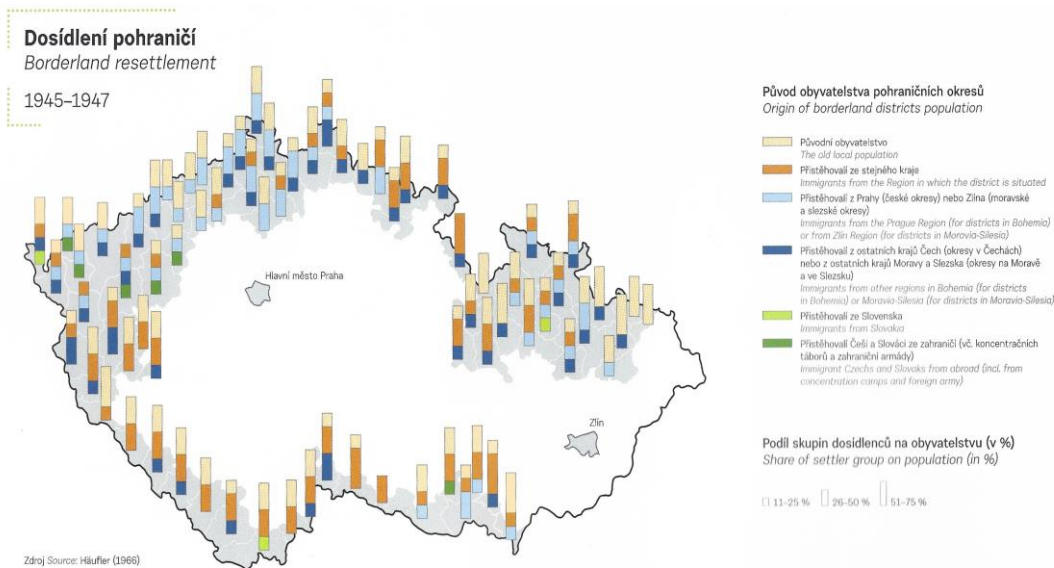 Dosídlení pohraničí
Borderland resettlement
1945–1947
Hlavní město Praha
Zlín
Zdroj Source: Häufler (1966)
Původ obyvatelstva pohraničních okresů
Origin of borderland districts population
Původní obyvatelstvo
The old local population
Přistěhovalí ze stejného kraje
Immigrants from the Region in which the district is situated
Přistěhovalí z Prahy (české okresy) nebo Zlína (moravské
a slezské okresy)
Immigrants from the Prague Region (for districts in Bohemia)
or from Zlín Region (for districts in Moravia-Silesia)
Přistěhovalí z ostatních krajů Čech (okresy v Čechách)
nebo z ostatních krajů Moravy a Slezska (okresy na Moravě
a ve Slezsku)
Immigrants from other regions in Bohemia (for districts
in Bohemia) or Moravia-Silesia (for districts in Moravia-Silesia)
Přistěhovalí ze Slovenska
Immigrants from Slovakia
Přistěhovalí Češi a Slováci ze zahraničí (vč. koncentračních
táborů a zahraniční armády)
Immigrant Czechs and Slovaks from abroad (incl. from
concentration camps and foreign army)
Podíl skupin dosídlenců na obyvatelstvu (v %)
Share of settler group on population (in %)
11–25 % 26–50 % 51–75 %